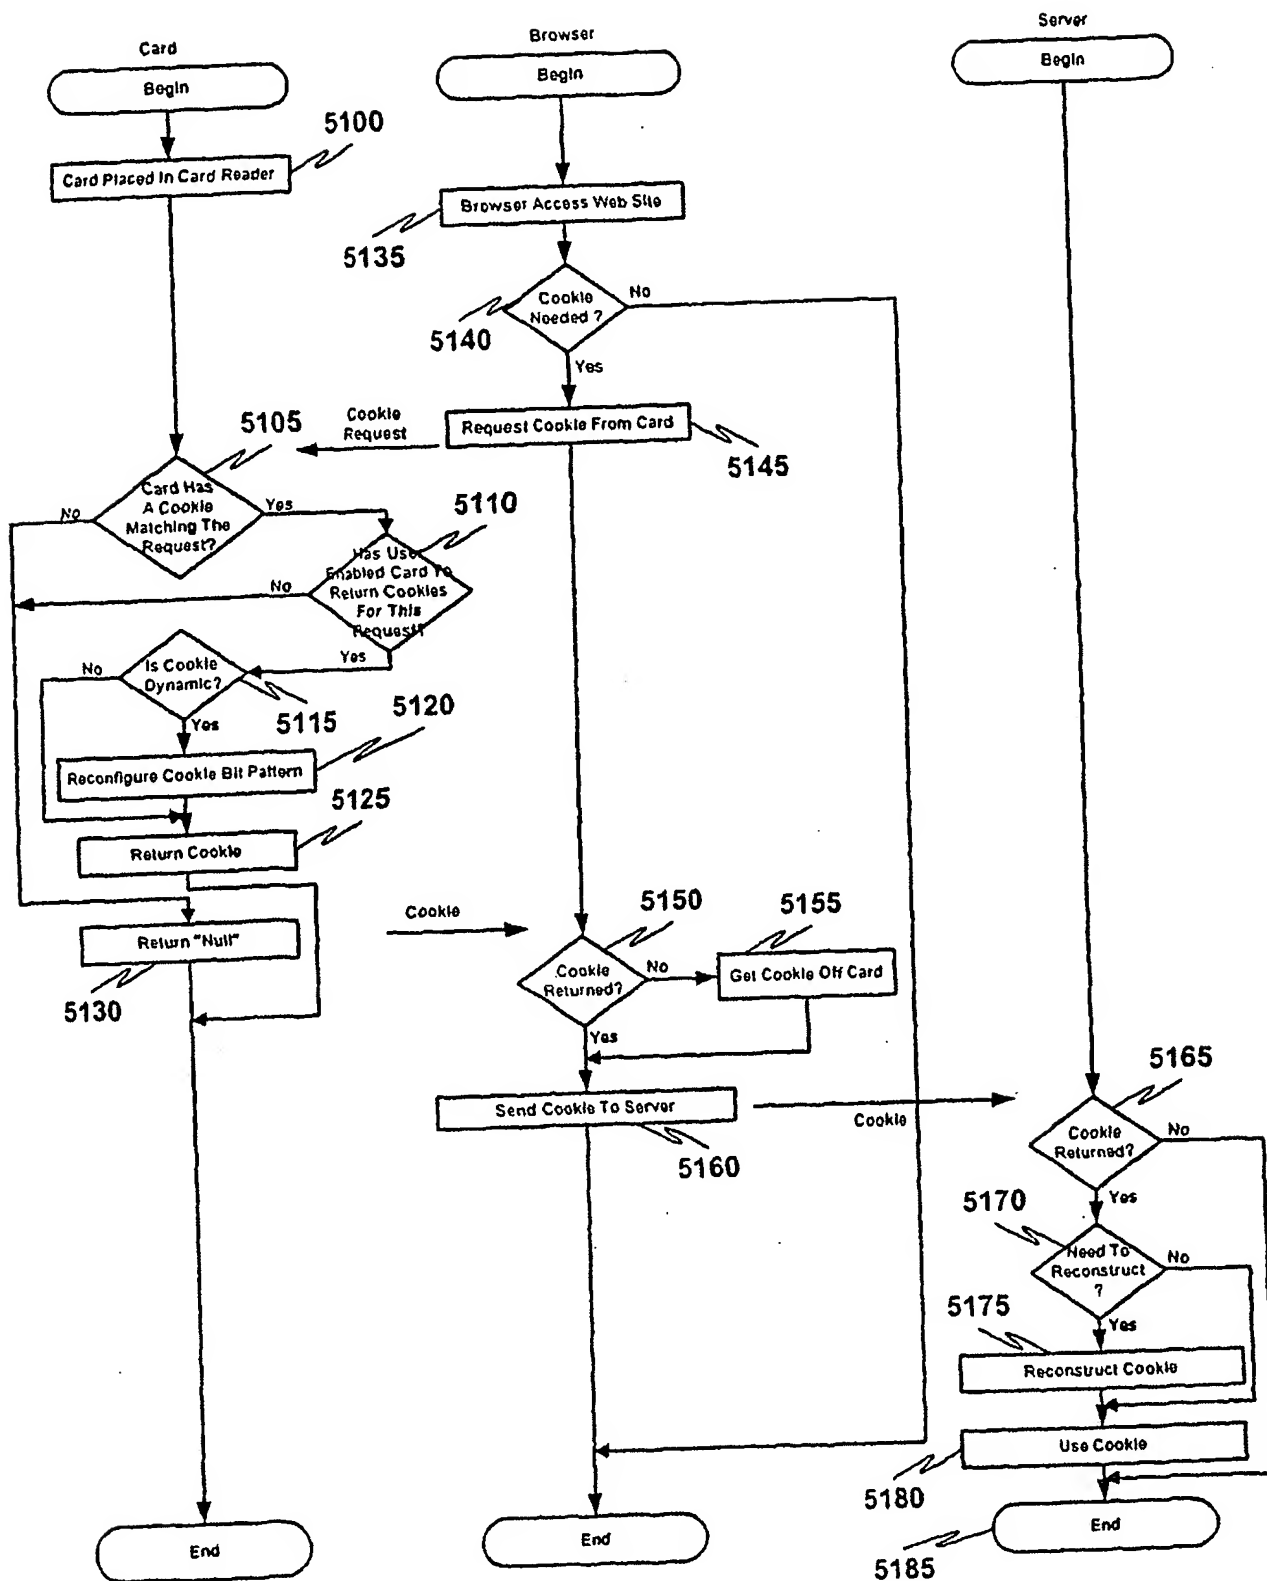 Card
Begin
5100
Card Placed In Card Reader
5105
Card Has
A Cookie
Matching The
Request?
No
Yes
5110
Has Use
Enabled Card To
Return Cookies
For This
Request?
No
Yes
Is Cookie
Dynamic?
No
5115
Yes
5120
Reconfigure Cookie Bit Pattern
5125
Return Cookie
Return "Null"
5130
End
Browser
Begin
Browser Access Web Site
5135
Cookie
Needed ?
No
5140
Yes
Cookie
Request
Request Cookie From Card
5145
Cookie
5150
Cookie
Returned?
No
5155
Get Cookie Off Card
Yes
Send Cookie To Server
5160
Cookie
End
Server
Begin
5165
Cookie
Returned?
No
Yes
5170
Need To
Reconstruct
?
No
5175
Yes
Reconstruct Cookie
Use Cookie
5180
End
5185